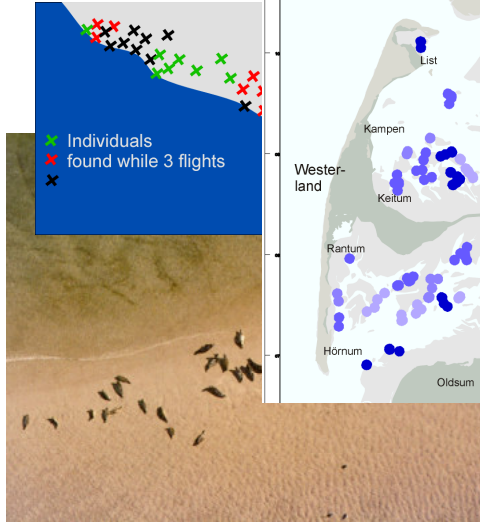 Individuals
found while 3 flights
List
Kampen
Wester-
land
Keitum
Rantum
Hörnum
Oldsum